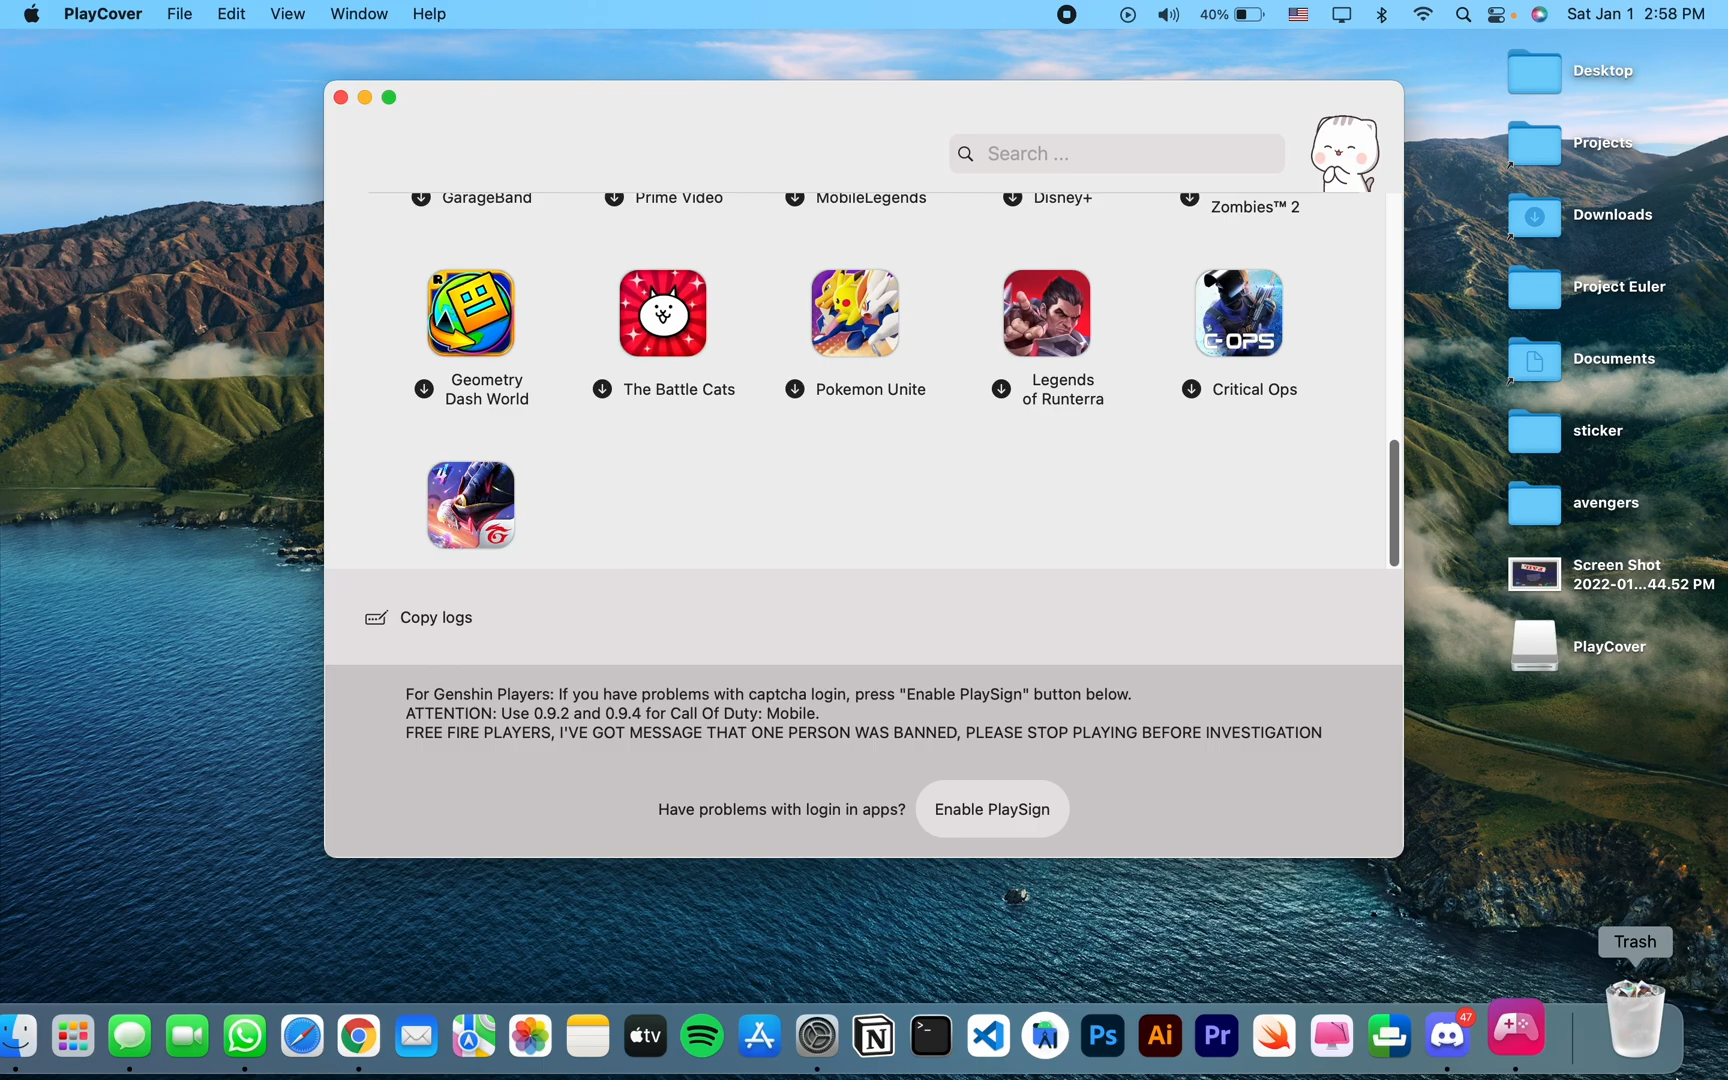 PlayCover File Edit View Window Help
40%
Sat Jan 1 2:58 PM
Search ...
GarageBand
Prime Video
MobileLegends
Disney+
Zombies™ 2
R
C-OPS
Geometry
Dash World
The Battle Cats
Pokemon Unite
Legends
of Runterra
Critical Ops
4
Copy logs
For Genshin Players: If you have problems with captcha login, press "Enable PlaySign" button below.
ATTENTION: Use 0.9.2 and 0.9.4 for Call Of Duty: Mobile.
FREE FIRE PLAYERS, I'VE GOT MESSAGE THAT ONE PERSON WAS BANNED, PLEASE STOP PLAYING BEFORE INVESTIGATION
Have problems with login in apps? Enable PlaySign
Desktop
Projects
Downloads
Project Euler
Documents
sticker
avengers
Screen Shot
2022-01...44.52 PM
PlayCover
Trash
tv
Ps
Ai
Pr
47